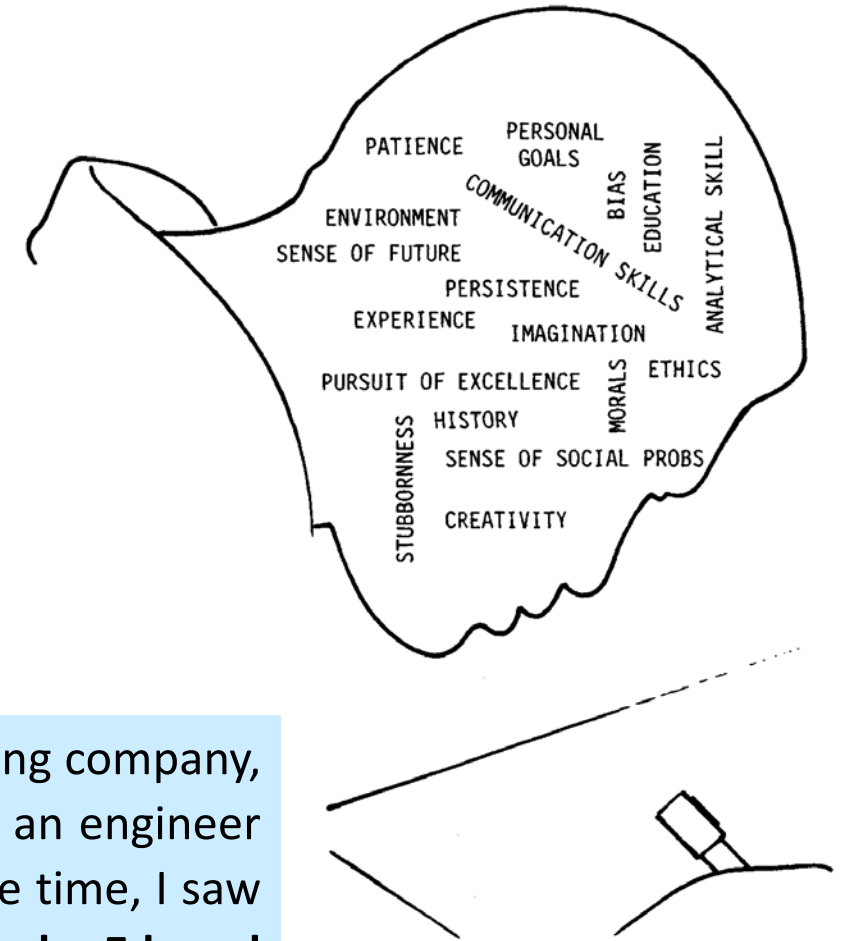 PATIENCE
PERSONAL
GOALS
BIAS
EDUCATION
ANALYTICAL SKILL
COMMUNICATION SKILLS
ENVIRONMENT
SENSE OF FUTURE
PERSISTENCE
EXPERIENCE
IMAGINATION
PURSUIT OF EXCELLENCE
MORALS
ETHICS
HISTORY
STUBBORNNESS
SENSE OF SOCIAL PROBS
CREATIVITY
ng company,
an engineer
e time, I saw